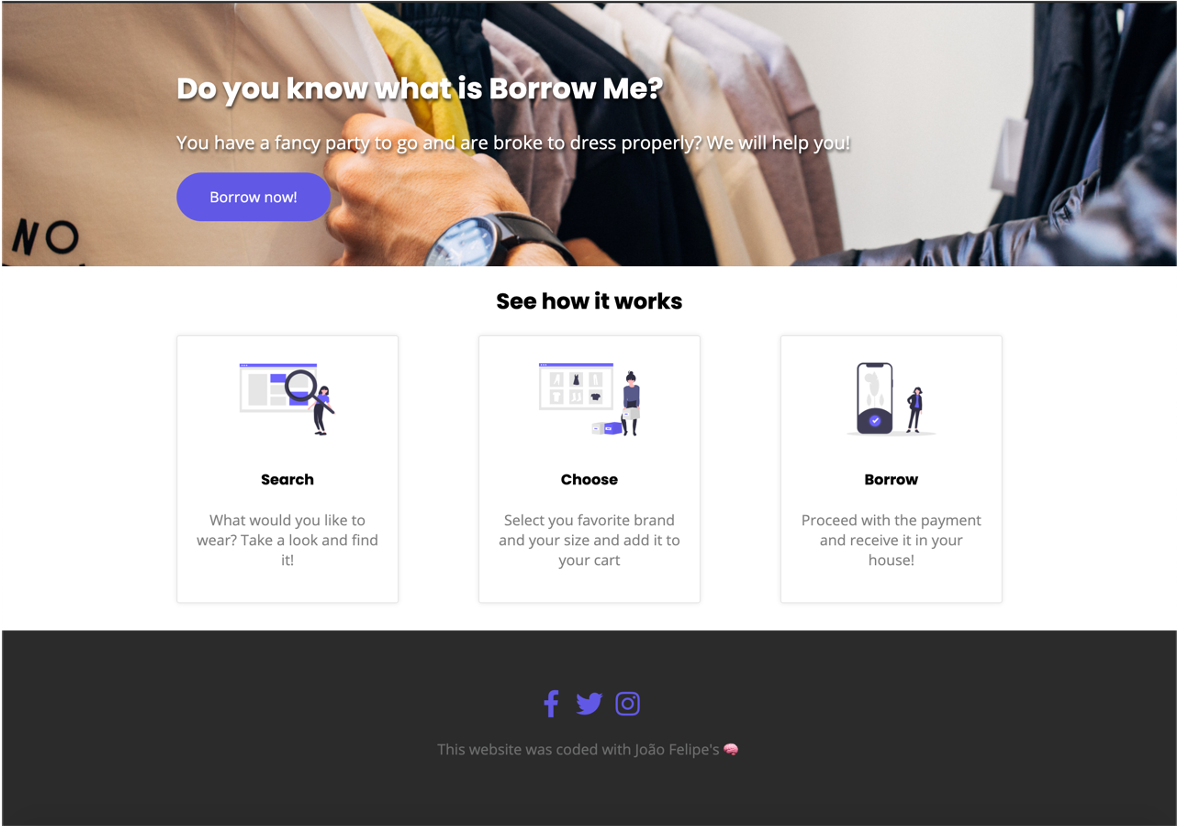 Do you know what is Borrow Me?
You have a fancy party to go and are broke to dress properly? We will help you!
Borrow now!
NO
See how it works
Search
What would you like to
wear? Take a look and find
it!
Choose
Select you favorite brand
and your size and add it to
your cart
Borrow
Proceed with the payment
and receive it in your
house!
This website was coded with João Felipe's 🧠